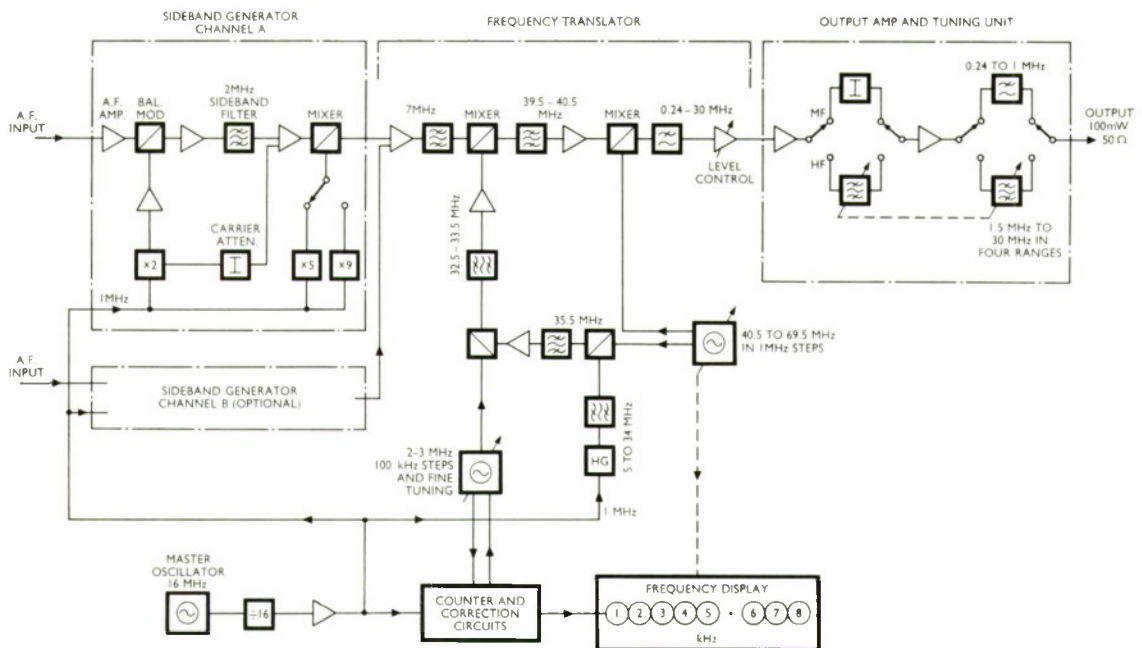 SIDEBAND GENERATOR
CHANNEL A
FREQUENCY TRANSLATOR
OUTPUT AMP AND TUNING UNIT
A.F.
INPUT
A.F.
AMP.
BAL.
MOD
2MHz
SIDEBAND
FILTER
MIXER
7MHz
MIXER
39.5 – 40.5
MHz
MIXER
0.24–30 MHz
LEVEL
CONTROL
MF
HF
0.24 TO 1 MHz
OUTPUT
100mW
50 Ω
1.5 MHz TO
30 MHz IN
FOUR RANGES
CARRIER
ATTEN.
×2
×5
×9
1MHz
32.5 – 33.5 MHz
35.5 MHz
40.5 TO 69.5 MHz
IN 1MHz STEPS
A.F.
INPUT
SIDEBAND GENERATOR
CHANNEL B (OPTIONAL)
2–3 MHz
100 kHz STEPS
AND FINE
TUNING
HG
5 TO 34 MHz
1 MHz
MASTER
OSCILLATOR
16 MHz
÷16
COUNTER AND
CORRECTION
CIRCUITS
FREQUENCY DISPLAY
1 2 3 4 5 · 6 7 8
kHz